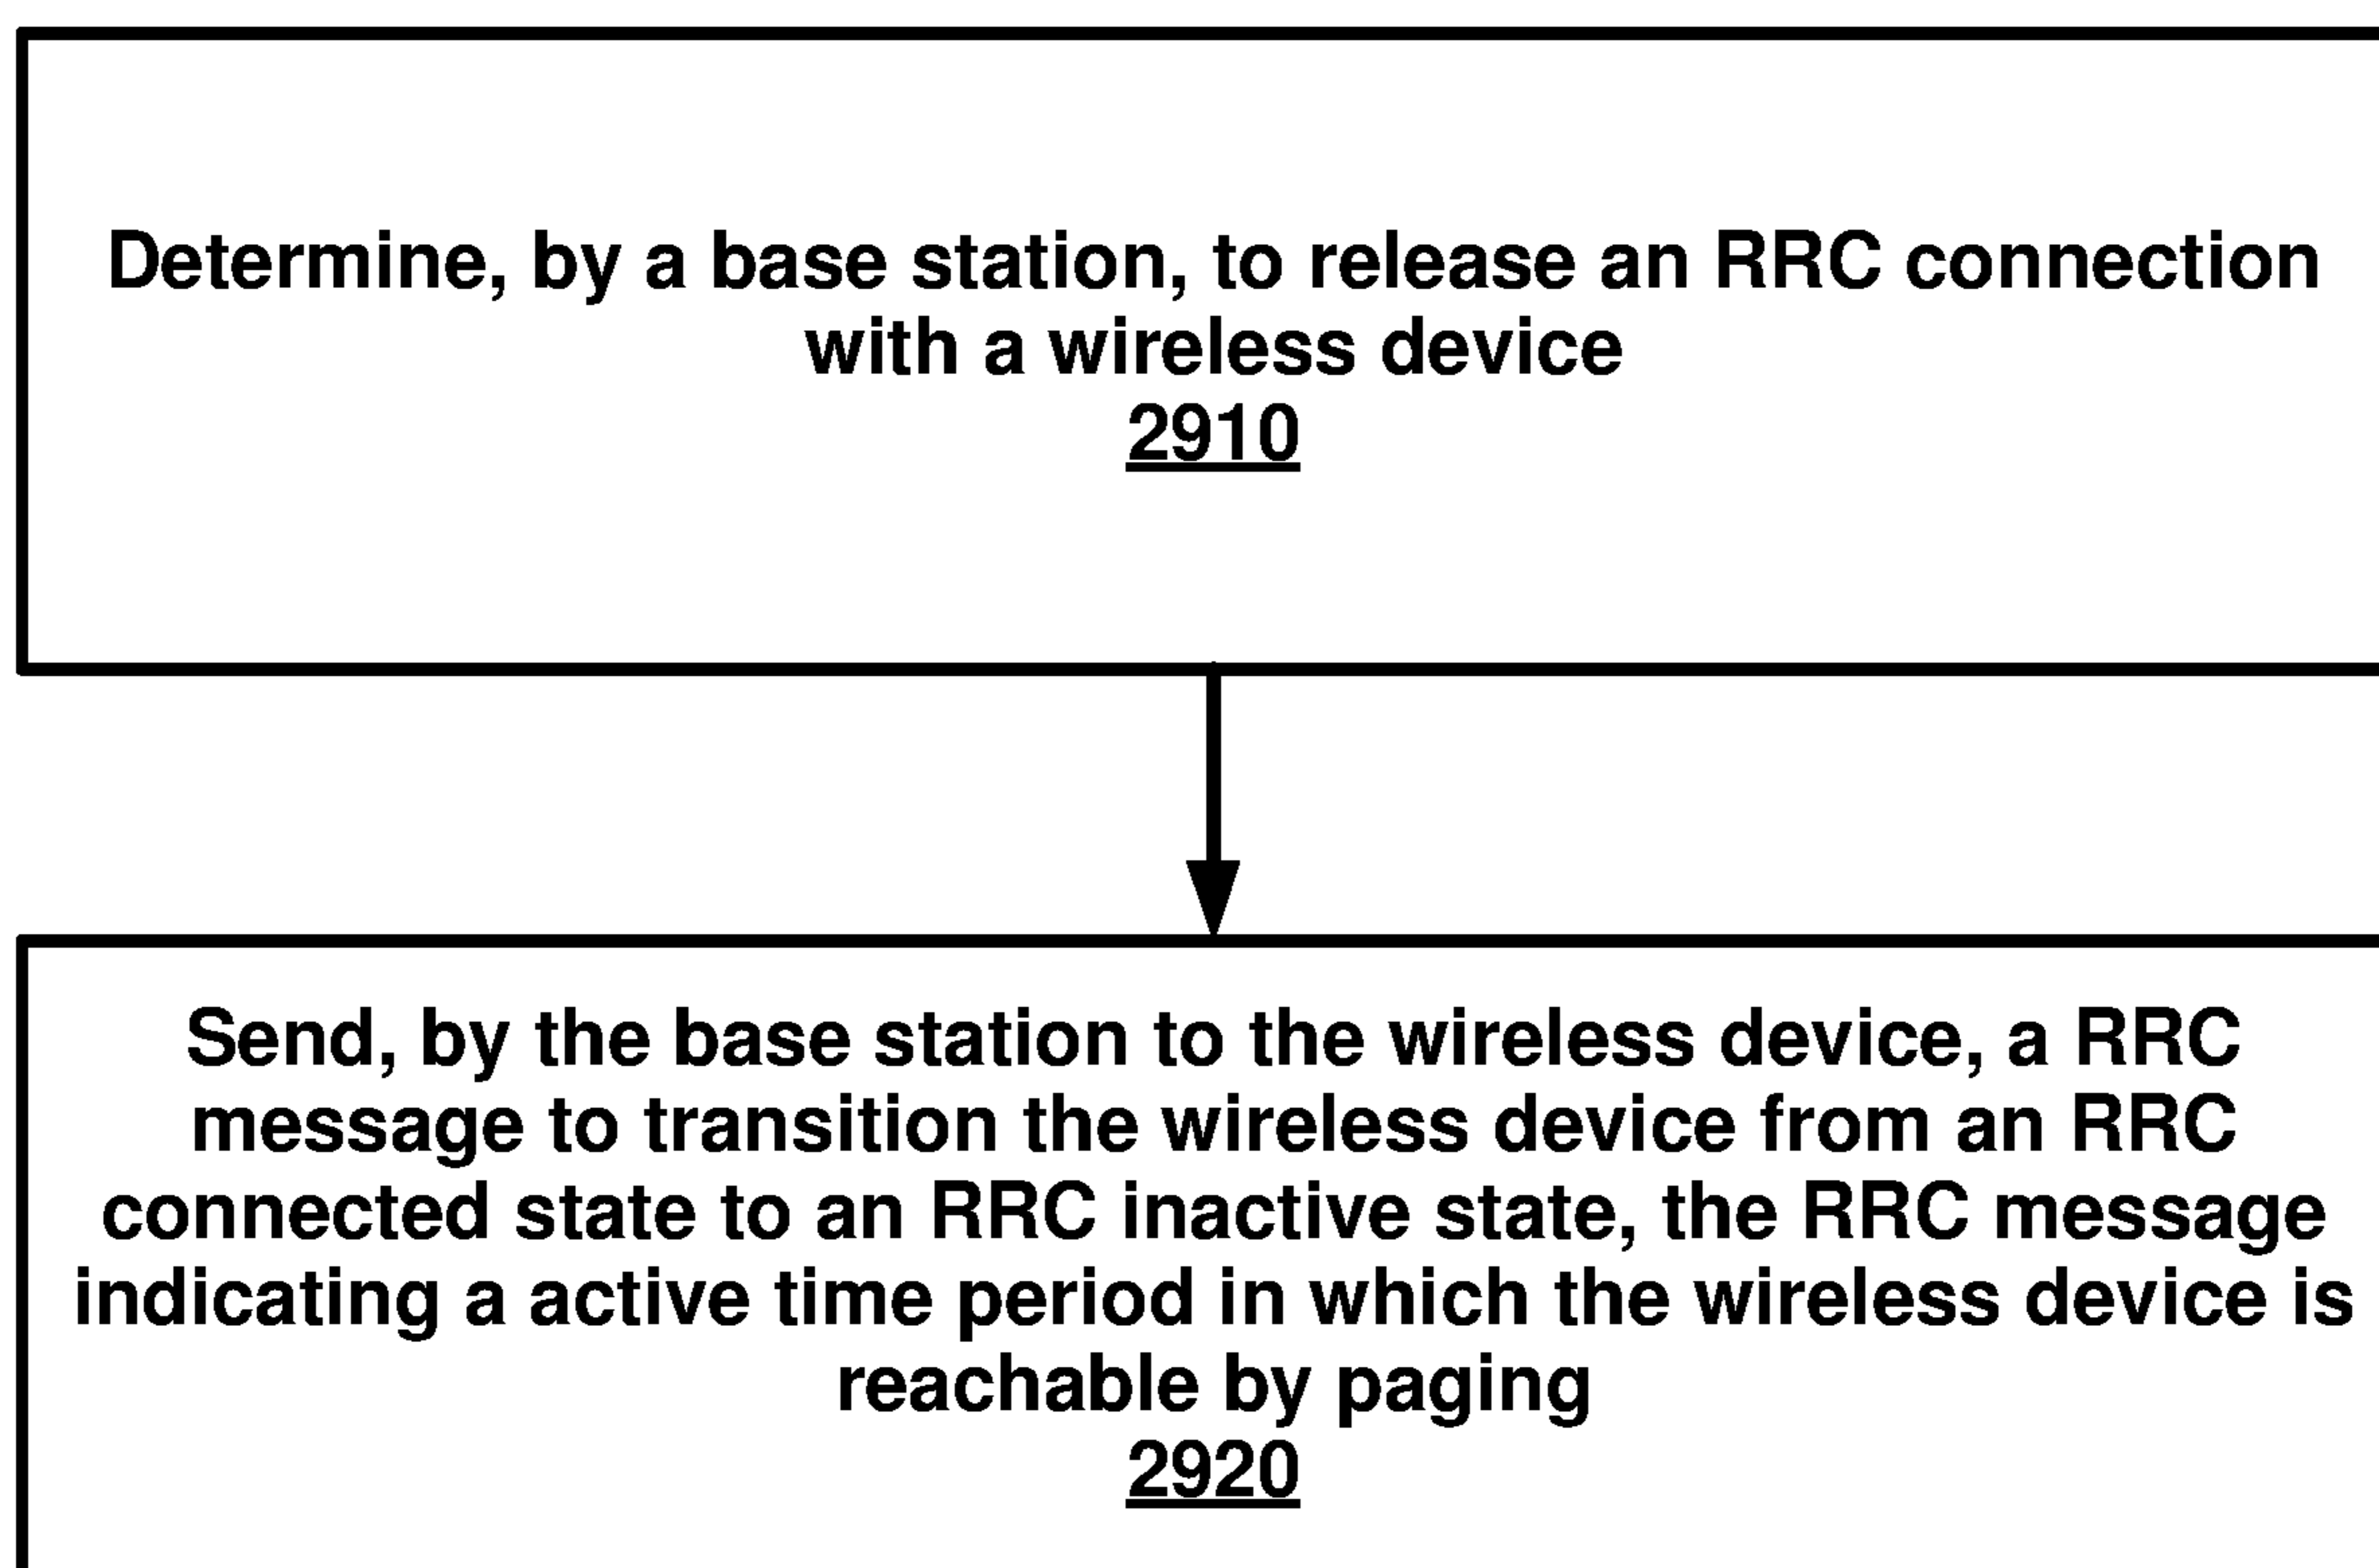 Determine, by a base station, to release an RRC connection
with a wireless device
2910
Send, by the base station to the wireless device, a RRC
message to transition the wireless device from an RRC
connected state to an RRC inactive state, the RRC message
indicating a active time period in which the wireless device is
reachable by paging
2920